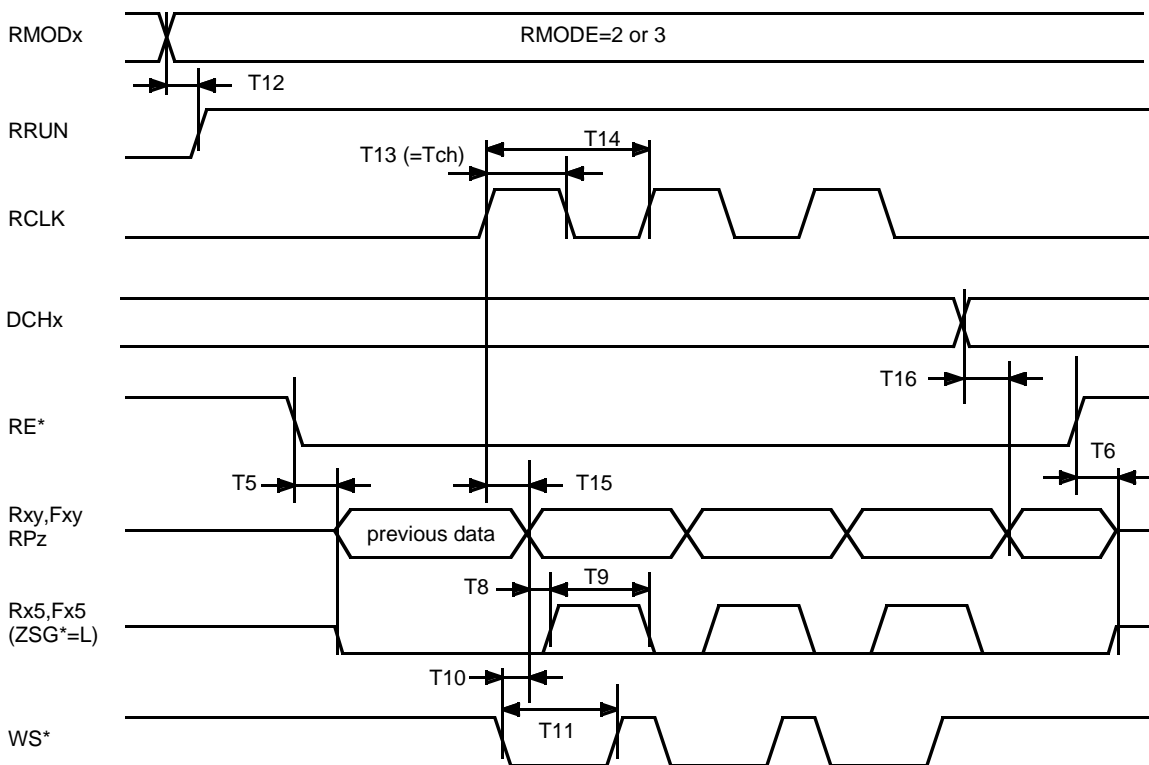 RMODx
RMODE=2 or 3
T12
RRUN
T13 (=Tch)
T14
RCLK
DCHx
T16
RE*
T5
T15
T6
Rxy,Fxy
RPz
previous data
T8
T9
Rx5,Fx5
(ZSG*=L)
T10
T11
WS*